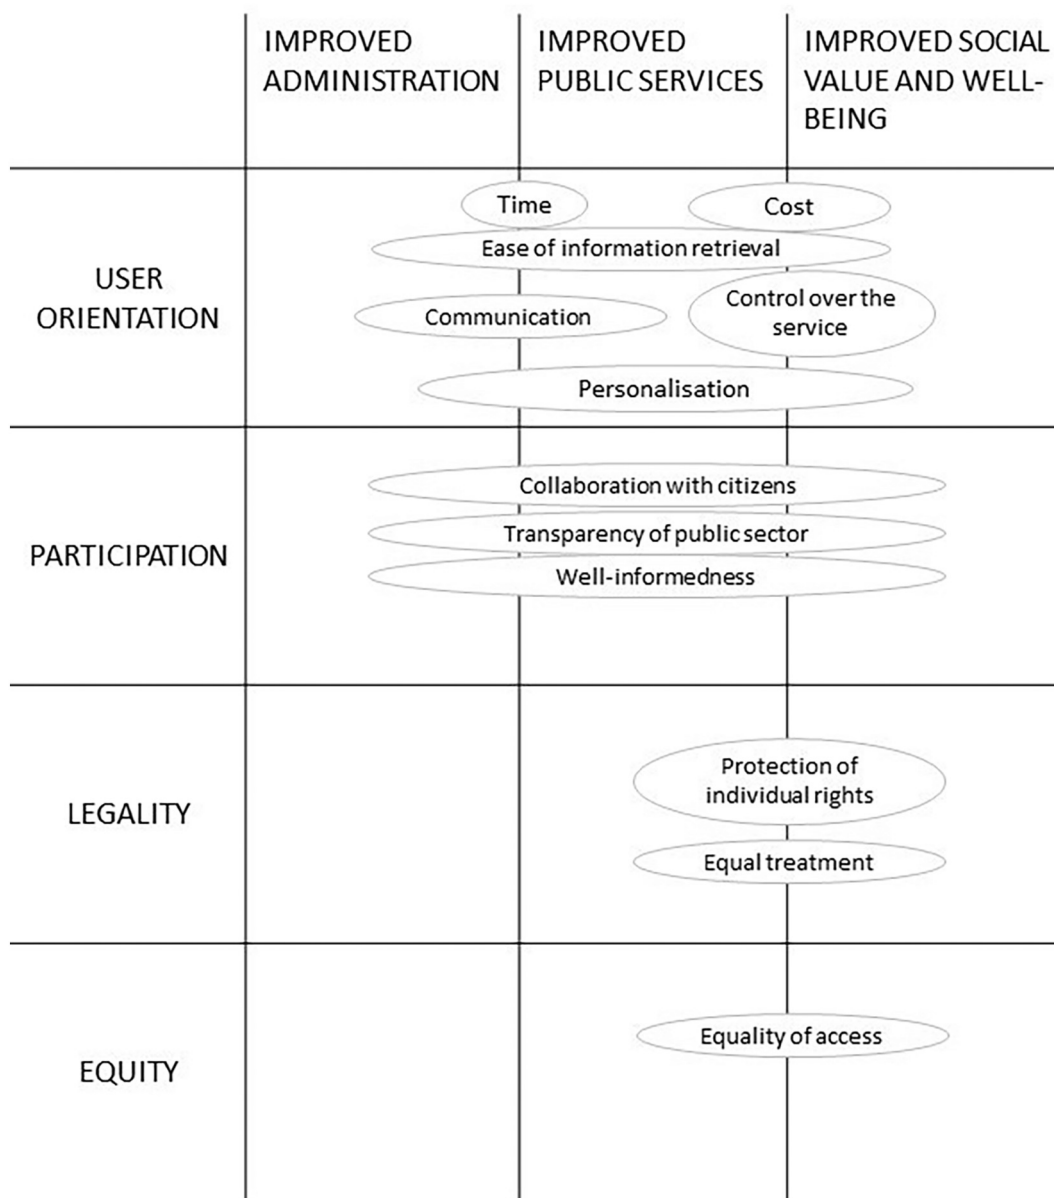 IMPROVED
ADMINISTRATION
IMPROVED
PUBLIC SERVICES
IMPROVED SOCIAL
VALUE AND WELL-
BEING
USER
ORIENTATION
Time
Cost
Ease of information retrieval
Communication
Control over the
service
Personalisation
PARTICIPATION
Collaboration with citizens
Transparency of public sector
Well-informedness
LEGALITY
Protection of
individual rights
Equal treatment
EQUITY
Equality of access